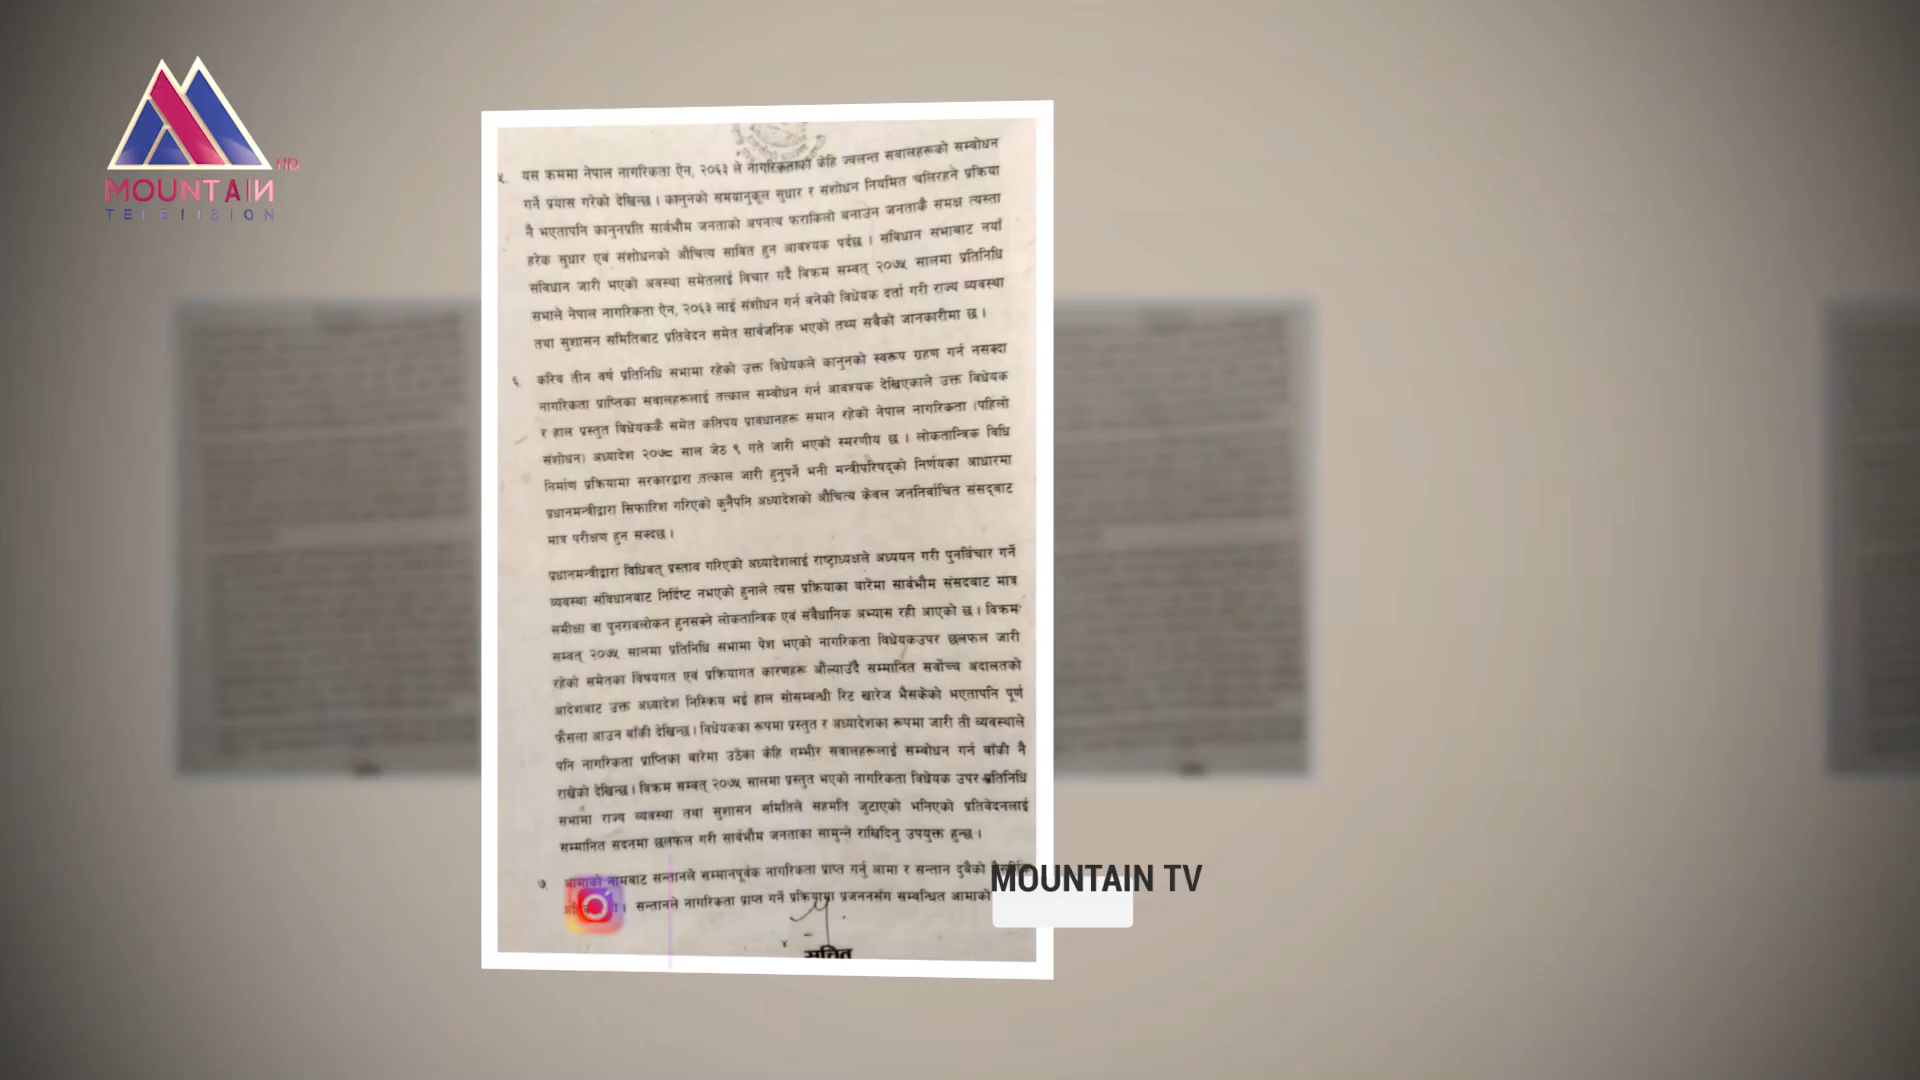 MOUNTAIN HD
TELEVISION
५. यस क्रममा नेपाल नागरिकता ऐन, २०६३ ले नागरिकताका केहि ज्वलन्त सवालहरूको सम्बोधन
गर्ने प्रयास गरेको देखिन्छ । कानुनको समयानुकूल सुधार र संशोधन नियमित चलिरहने प्रक्रिया
नै भएतापनि कानुनप्रति सार्वभौम जनताको अपनत्व फराकिलो बनाउन जनताकै समक्ष त्यस्ता
हरेक सुधार एवं संशोधनको औचित्य सावित हुन आवश्यक पर्दछ । संविधान सभाबाट नयाँ
संविधान जारी भएको अवस्था समेतलाई विचार गर्दै विक्रम सम्वत् २०७५ सालमा प्रतिनिधि
सभाले नेपाल नागरिकता ऐन, २०६३ लाई संशोधन गर्न बनेको विधेयक दर्ता गरी राज्य व्यवस्था
तथा सुशासन समितिबाट प्रतिवेदन समेत सार्वजनिक भएको तथ्य सबैको जानकारीमा छ ।
६. करिब तीन वर्ष प्रतिनिधि सभामा रहेको उक्त विधेयकले कानुनको स्वरूप ग्रहण गर्न नसक्दा
नागरिकता प्राप्तिका सवालहरूलाई तत्काल सम्बोधन गर्न आवश्यक देखिएकाले उक्त विधेयक
र हाल प्रस्तुत विधेयककै समेत कतिपय प्रावधानहरू समान रहेको नेपाल नागरिकता (पहिलो
संशोधन) अध्यादेश २०७८ साल जेठ ९ गते जारी भएको स्मरणीय छ । लोकतान्त्रिक विधि
निर्माण प्रक्रियामा सरकारद्वारा तत्काल जारी हुनुपर्ने भनी मन्त्रीपरिषद्को निर्णयका आधारमा
प्रधानमन्त्रीद्वारा सिफारिश गरिएको कुनैपनि अध्यादेशको औचित्य केवल जननिर्वाचित संसद्बाट
मात्र परीक्षण हुन सक्दछ ।
प्रधानमन्त्रीद्वारा विधिवत् प्रस्ताव गरिएको अध्यादेशलाई राष्ट्राध्यक्षले अध्ययन गरी पुनर्विचार गर्ने
व्यवस्था संविधानबाट निर्दिष्ट नभएको हुनाले त्यस प्रक्रियाका बारेमा सार्वभौम संसदबाट मात्र
समीक्षा वा पुनरावलोकन हुनसक्ने लोकतान्त्रिक एवं संवैधानिक अभ्यास रही आएको छ । विक्रम
सम्वत् २०७५ सालमा प्रतिनिधि सभामा पेश भएको नागरिकता विधेयकउपर छलफल जारी
रहेको समेतका विषयगत एवं प्रक्रियागत कारणहरू औंल्याउँदै सम्मानित सर्वोच्च अदालतको
आदेशबाट उक्त अध्यादेश निस्क्रिय भई हाल सोसम्बन्धी रिट खारेज भैसकेको भएतापनि पूर्ण
फैसला आउन बाँकी देखिन्छ । विधेयकका रूपमा प्रस्तुत र अध्यादेशका रूपमा जारी ती व्यवस्थाले
पनि नागरिकता प्राप्तिका बारेमा उठेका केहि गम्भीर सवालहरूलाई सम्बोधन गर्न बाँकी नै
राखेको देखिन्छ । विक्रम सम्वत् २०७५ सालमा प्रस्तुत भएको नागरिकता विधेयक उपर प्रतिनिधि
सभामा राज्य व्यवस्था तथा सुशासन समितिले सहमति जुटाएको भनिएको प्रतिवेदनलाई
सम्मानित सदनमा छलफल गरी सार्वभौम जनताका सामुन्ने राखिदिनु उपयुक्त हुन्छ ।
७. आमाको नामबाट सन्तानले सम्मानपूर्वक नागरिकता प्राप्त गर्नु आमा र सन्तान दुबैको
सन्तानले नागरिकता प्राप्त गर्ने प्रक्रियामा प्रजननसँग सम्बन्धित आमाको
MOUNTAIN TV
४
सचिव